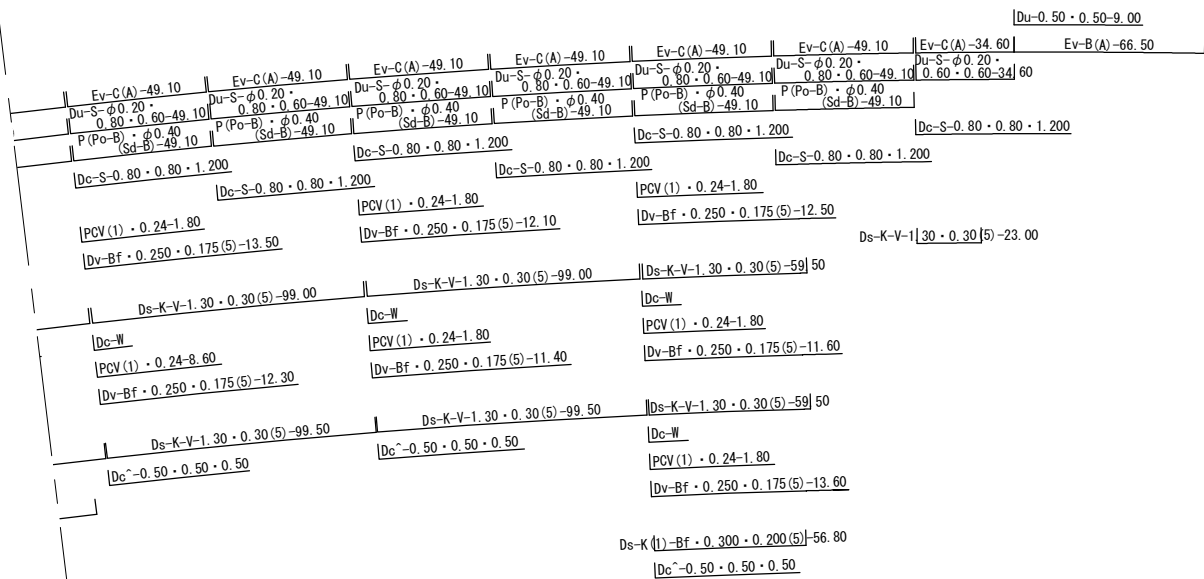 Du-0.50・0.50-9.00
Ev-C(A)-49.10
Ev-C(A)-49.10
Ev-C(A)-49.10
Ev-C(A)-49.10
Ev-C(A)-49.10
Ev-C(A)-49.10
Ev-C(A)-34.60
Ev-B(A)-66.50
Du-S-φ0.20・
0.80・0.60-49.10
Du-S-φ0.20・
0.80・0.60-49.10
Du-S-φ0.20・
0.80・0.60-49.10
Du-S-φ0.20・
0.80・0.60-49.10
Du-S-φ0.20・
0.80・0.60-49.10
Du-S-φ0.20・
0.80・0.60-49.10
Du-S-φ0.20・
0.60・0.60-34.60
P(Po-B)・φ0.40
(Sd-B)-49.10
P(Po-B)・φ0.40
(Sd-B)-49.10
P(Po-B)・φ0.40
(Sd-B)-49.10
P(Po-B)・φ0.40
(Sd-B)-49.10
P(Po-B)・φ0.40
(Sd-B)-49.10
P(Po-B)・φ0.40
(Sd-B)-49.10
Dc-S-0.80・0.80・1.200
Dc-S-0.80・0.80・1.200
Dc-S-0.80・0.80・1.200
Dc-S-0.80・0.80・1.200
Dc-S-0.80・0.80・1.200
Dc-S-0.80・0.80・1.200
Dc-S-0.80・0.80・1.200
PCV(1)・0.24-1.80
PCV(1)・0.24-1.80
PCV(1)・0.24-1.80
Dv-Bf・0.250・0.175(5)-13.50
Dv-Bf・0.250・0.175(5)-12.10
Dv-Bf・0.250・0.175(5)-12.50
Ds-K-V-1.30・0.30(5)-23.00
Ds-K-V-1.30・0.30(5)-99.00
Ds-K-V-1.30・0.30(5)-99.00
Ds-K-V-1.30・0.30(5)-59.50
Dc-W
Dc-W
Dc-W
PCV(1)・0.24-8.60
PCV(1)・0.24-1.80
PCV(1)・0.24-1.80
Dv-Bf・0.250・0.175(5)-12.30
Dv-Bf・0.250・0.175(5)-11.40
Dv-Bf・0.250・0.175(5)-11.60
Ds-K-V-1.30・0.30(5)-99.50
Ds-K-V-1.30・0.30(5)-99.50
Ds-K-V-1.30・0.30(5)-59.50
Dc^-0.50・0.50・0.50
Dc^-0.50・0.50・0.50
Dc-W
PCV(1)・0.24-1.80
Dv-Bf・0.250・0.175(5)-13.60
Ds-K(1)-Bf・0.300・0.200(5)-56.80
Dc^-0.50・0.50・0.50